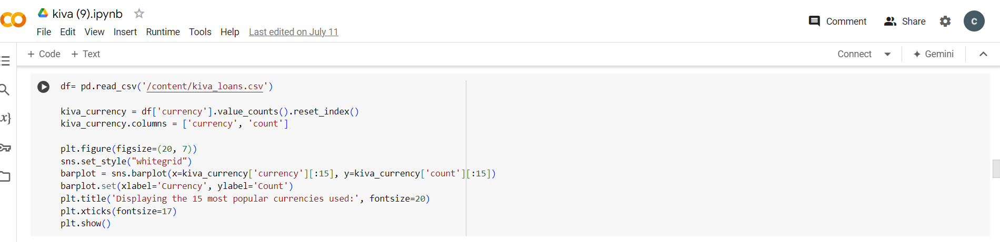 kiva (9).ipynb
Comment
Share
C
File Edit View Insert Runtime Tools Help Last edited on July 11
+ Code + Text
Connect
Gemini
df= pd.read_csv('/content/kiva_loans.csv')
kiva_currency = df['currency'].value_counts().reset_index()
kiva_currency.columns = ['currency', 'count']
plt.figure(figsize=(20, 7))
sns.set_style("whitegrid")
barplot = sns.barplot(x=kiva_currency['currency'][:15], y=kiva_currency['count'][:15])
barplot.set(xlabel='Currency', ylabel='Count')
plt.title('Displaying the 15 most popular currencies used:', fontsize=20)
plt.xticks(fontsize=17)
plt.show()